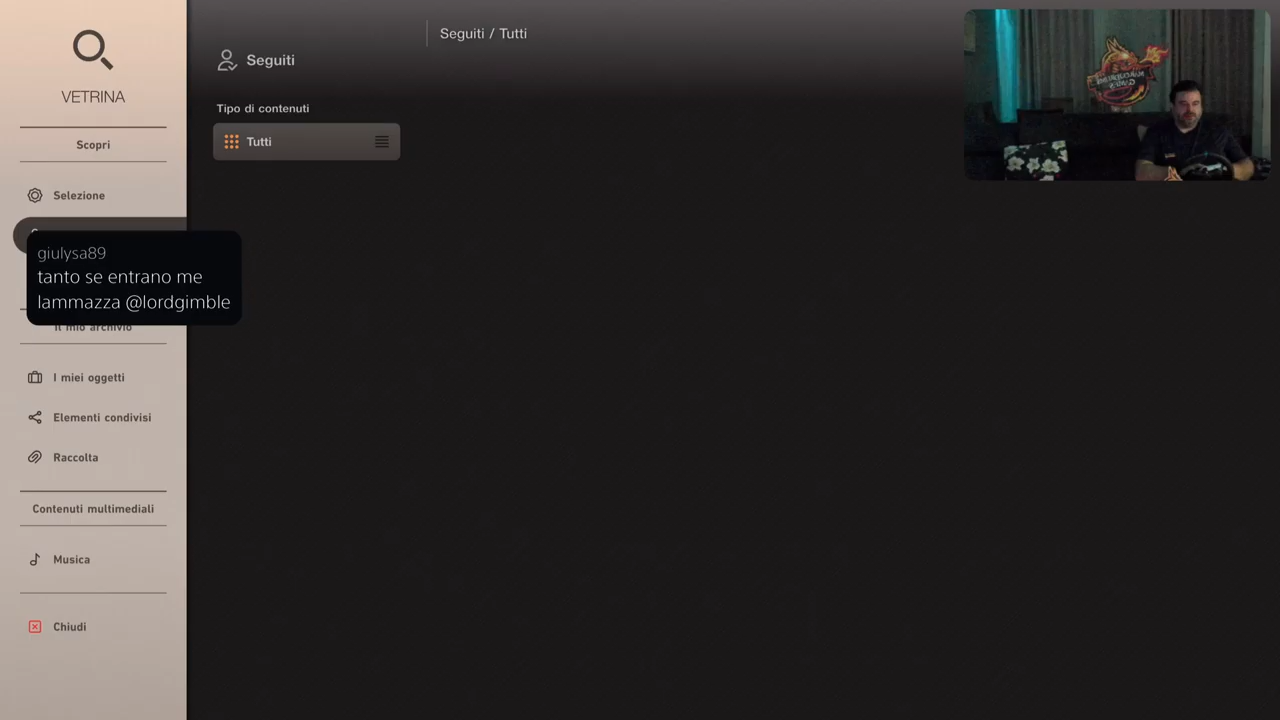 VETRINA
Scopri
Selezione
giulysa89
tanto se entrano me
lammazza @lordgimble
Il mio archivio
I miei oggetti
Elementi condivisi
Raccolta
Contenuti multimediali
Musica
Chiudi
Seguiti / Tutti
Seguiti
Tipo di contenuti
Tutti